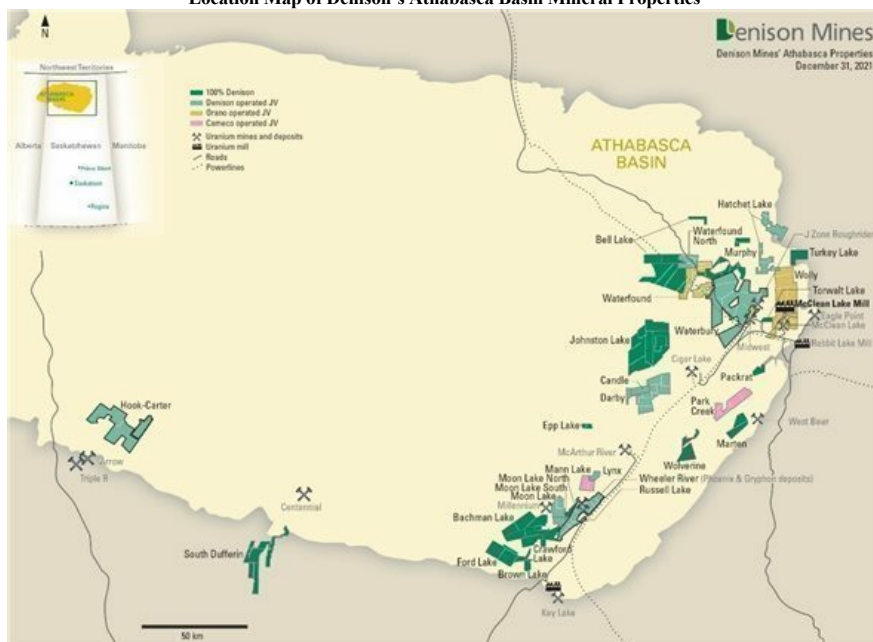 Location Map of Denison's Athabasca Basin Mineral Properties
N
Denison Mines
Denison Mines' Athabasca Properties
December 31, 2021
Northwest Territories
ATHABASCA
BASIN
Alberta Saskatchewan Manitoba
Prince Albert
Saskatoon
Regina
100% Denison
Denison operated JV
Orano operated JV
Cameco operated JV
Uranium mines and deposits
Uranium mill
Roads
Powerlines
ATHABASCA
BASIN
Hatchet Lake
J Zone Roughrider
Bell Lake
Waterfound
North
Murphy
Turkey Lake
Wolly
Waterfound
Torwalt Lake
McClean Lake Mill
Eagle Point
McClean Lake
Waterbury
Midwest
Rabbit Lake Mill
Johnston Lake
Cigar Lake
Packrat
Candle
Darby
Park
Creek
Hook-Carter
West Bear
Epp Lake
Marten
McArthur River
Wolverine
Arrow
Triple R
Mann Lake
Lynx
Moon Lake North
Wheeler River (Phoenix & Gryphon deposits)
Moon Lake South
Russell Lake
Moon Lake
Centennial
Millennium
Bachman Lake
South Dufferin
Crawford
Lake
Ford Lake
Brown Lake
Key Lake
50 km